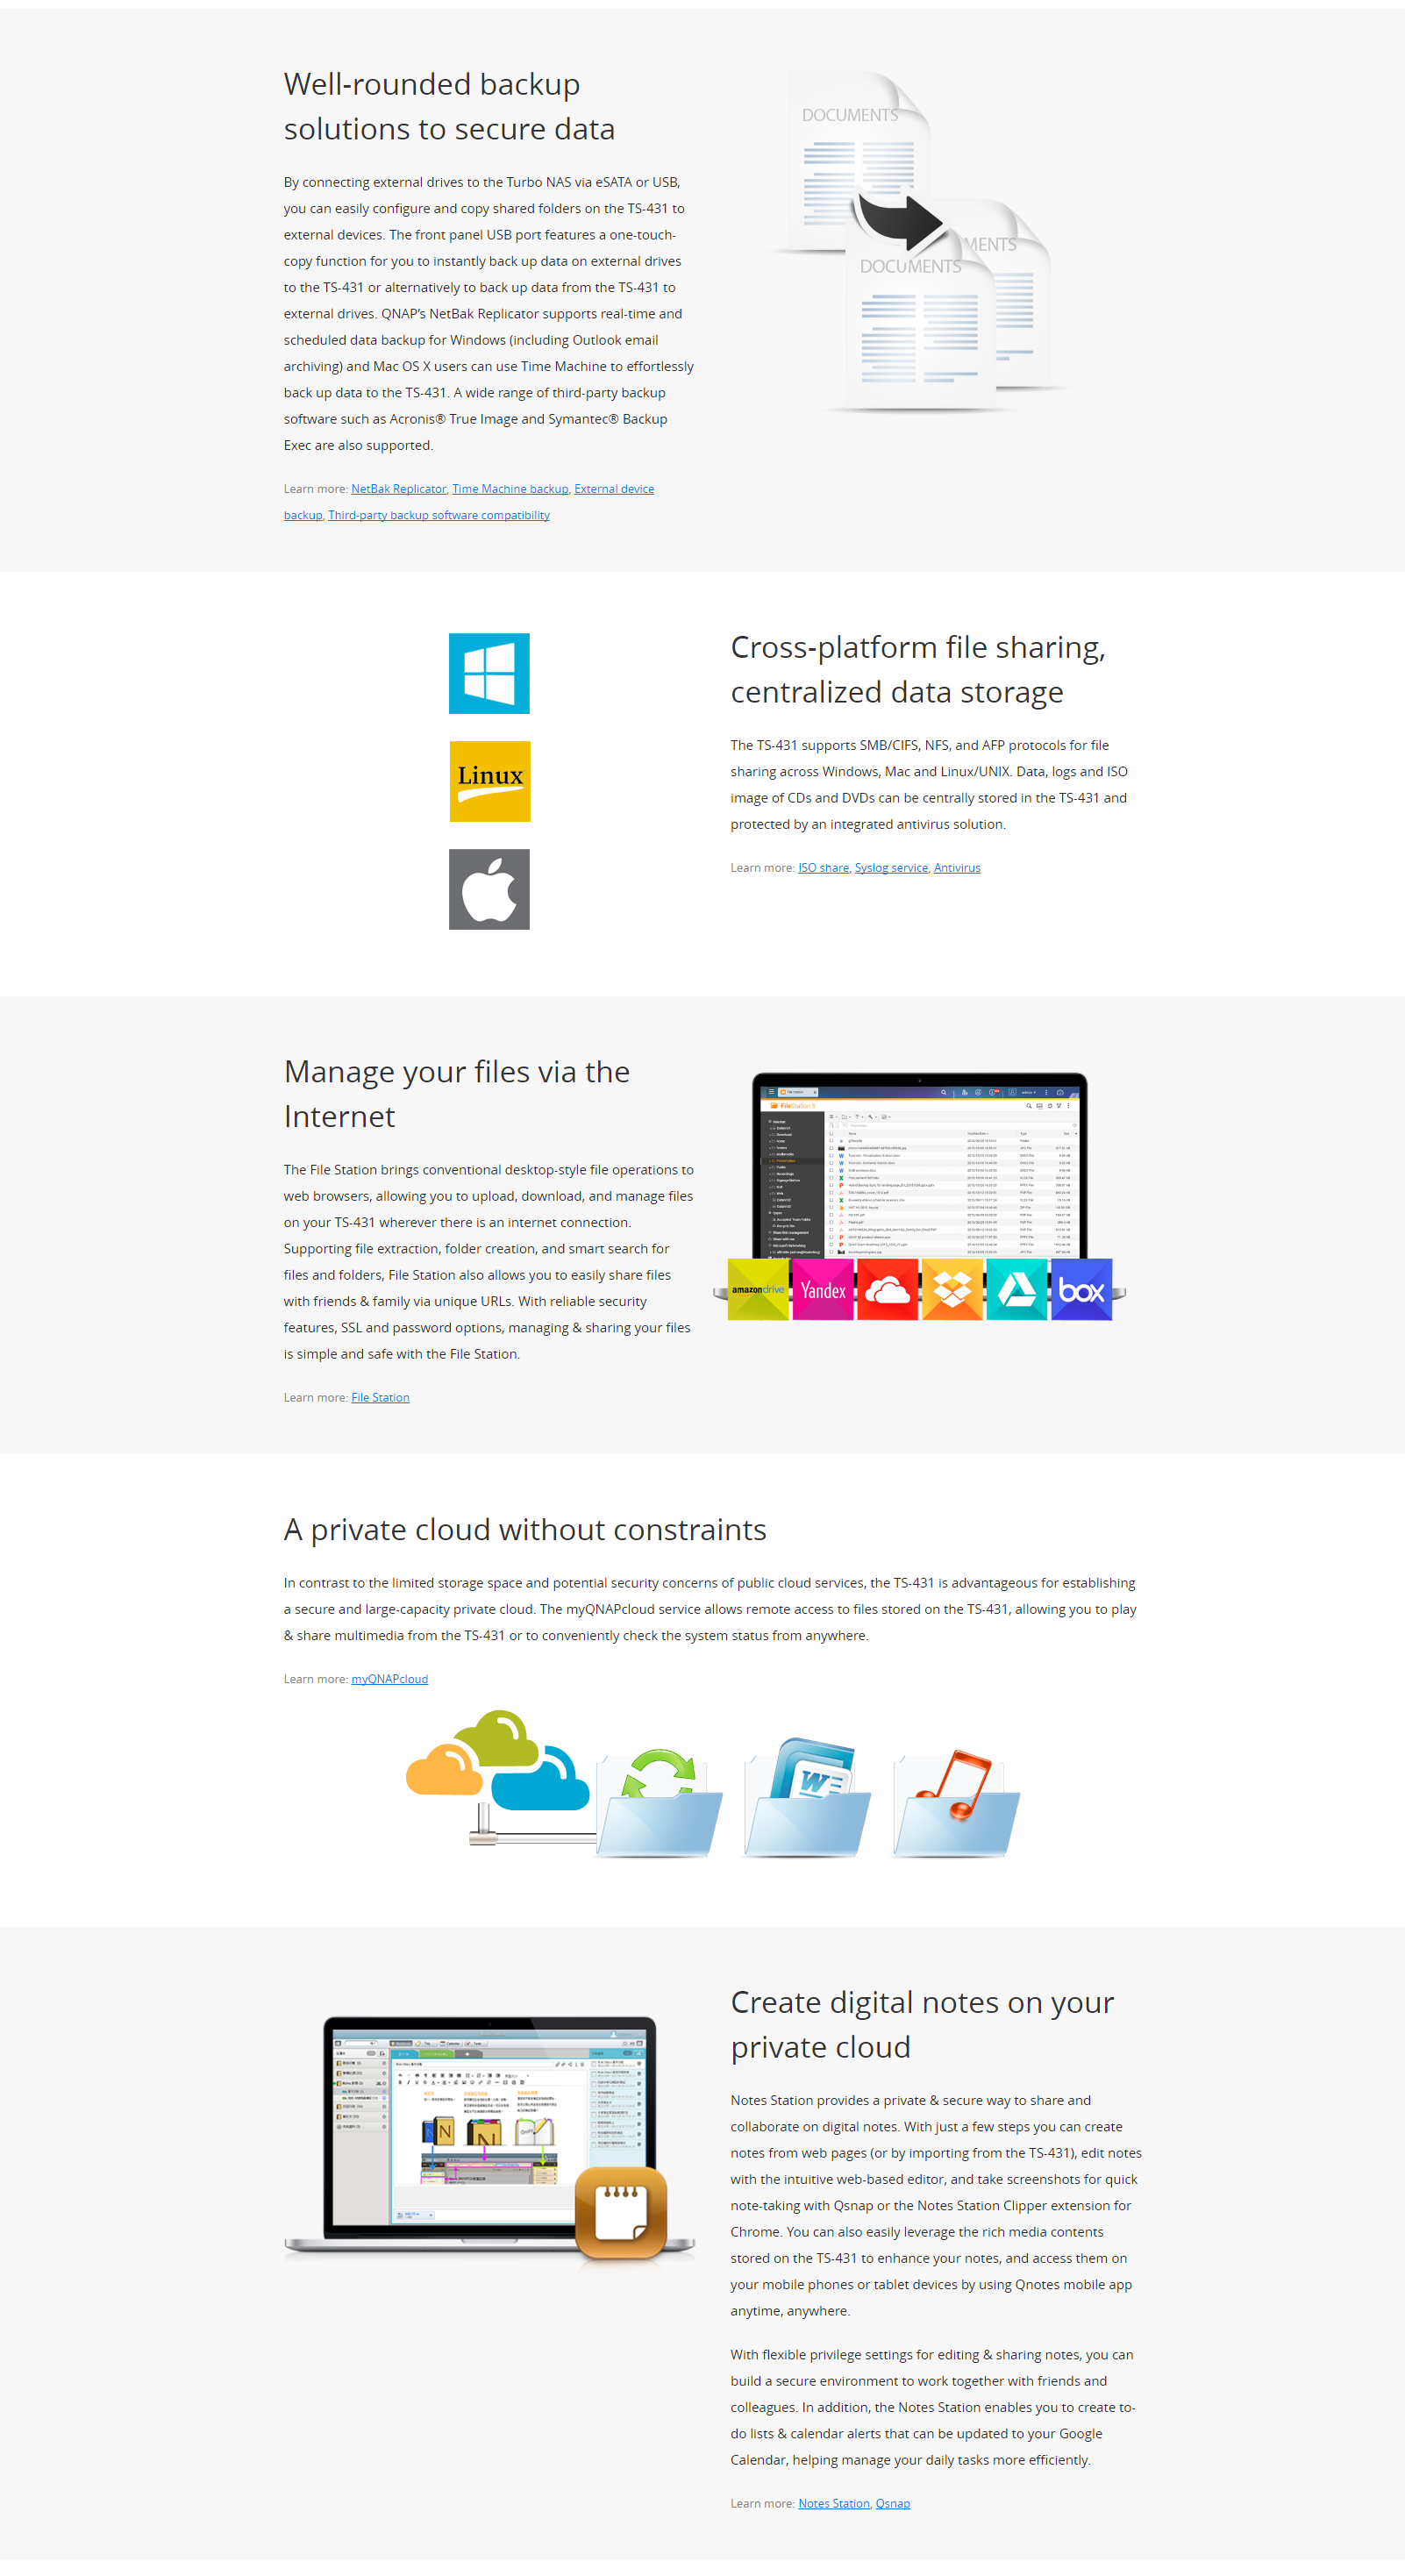 Well-rounded backup
solutions to secure data
By connecting external drives to the Turbo NAS via eSATA or USB,
you can easily configure and copy shared folders on the TS-431 to
external devices. The front panel USB port features a one-touch-
copy function for you to instantly back up data on external drives
to the TS-431 or alternatively to back up data from the TS-431 to
external drives. QNAP’s NetBak Replicator supports real-time and
scheduled data backup for Windows (including Outlook email
archiving) and Mac OS X users can use Time Machine to effortlessly
back up data to the TS-431. A wide range of third-party backup
software such as Acronis® True Image and Symantec® Backup
Exec are also supported.
Learn more: NetBak Replicator, Time Machine backup, External device
backup, Third-party backup software compatibility
DOCUMENTS
MENTS
DOCUMENTS
Linux
Cross-platform file sharing,
centralized data storage
The TS-431 supports SMB/CIFS, NFS, and AFP protocols for file
sharing across Windows, Mac and Linux/UNIX. Data, logs and ISO
image of CDs and DVDs can be centrally stored in the TS-431 and
protected by an integrated antivirus solution.
Learn more: ISO share, Syslog service, Antivirus
Manage your files via the
Internet
The File Station brings conventional desktop-style file operations to
web browsers, allowing you to upload, download, and manage files
on your TS-431 wherever there is an internet connection.
Supporting file extraction, folder creation, and smart search for
files and folders, File Station also allows you to easily share files
with friends & family via unique URLs. With reliable security
features, SSL and password options, managing & sharing your files
is simple and safe with the File Station.
Learn more: File Station
FileStation 5
amazondrive
Yandex
box
A private cloud without constraints
In contrast to the limited storage space and potential security concerns of public cloud services, the TS-431 is advantageous for establishing
a secure and large-capacity private cloud. The myQNAPcloud service allows remote access to files stored on the TS-431, allowing you to play
& share multimedia from the TS-431 or to conveniently check the system status from anywhere.
Learn more: myQNAPcloud
W
N
N
Create digital notes on your
private cloud
Notes Station provides a private & secure way to share and
collaborate on digital notes. With just a few steps you can create
notes from web pages (or by importing from the TS-431), edit notes
with the intuitive web-based editor, and take screenshots for quick
note-taking with Qsnap or the Notes Station Clipper extension for
Chrome. You can also easily leverage the rich media contents
stored on the TS-431 to enhance your notes, and access them on
your mobile phones or tablet devices by using Qnotes mobile app
anytime, anywhere.
With flexible privilege settings for editing & sharing notes, you can
build a secure environment to work together with friends and
colleagues. In addition, the Notes Station enables you to create to-
do lists & calendar alerts that can be updated to your Google
Calendar, helping manage your daily tasks more efficiently.
Learn more: Notes Station, Qsnap